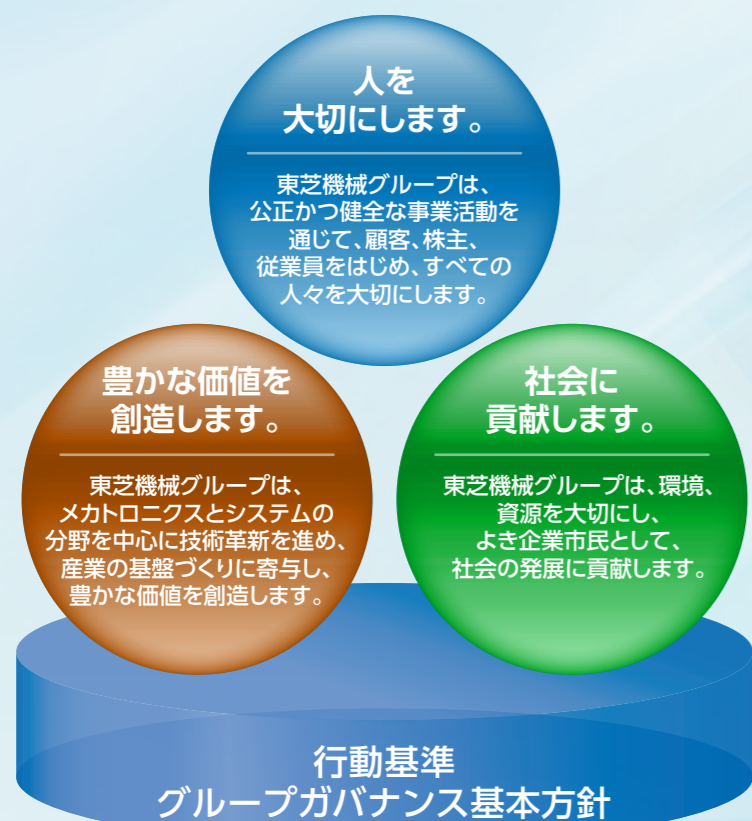 人を
大切にします。
東芝機械グループは、
公正かつ健全な事業活動を
通じて、顧客、株主、
従業員をはじめ、すべての
人々を大切にします。
豊かな価値を
創造します。
東芝機械グループは、
メカトロニクスとシステムの
分野を中心に技術革新を進め、
産業の基盤づくりに寄与し、
豊かな価値を創造します。
社会に
貢献します。
東芝機械グループは、環境、
資源を大切にし、
よき企業市民として、
社会の発展に貢献します。
行動基準
グループガバナンス基本方針